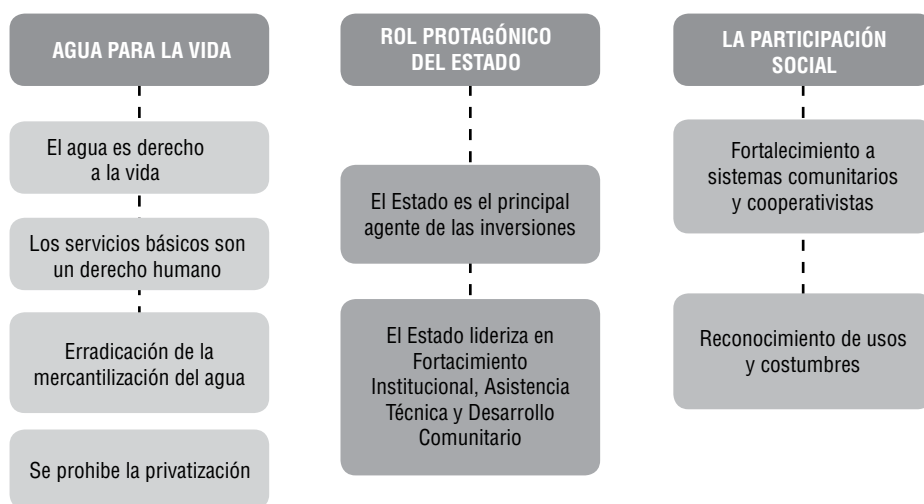 AGUA PARA LA VIDA
El agua es derecho
a la vida
Los servicios básicos son
un derecho humano
Erradicación de la
mercantilización del agua
Se prohibe la privatización
ROL PROTAGÓNICO
DEL ESTADO
El Estado es el principal
agente de las inversiones
El Estado lideriza en
Fortacimiento
Institucional, Asistencia
Técnica y Desarrollo
Comunitario
LA PARTICIPACIÓN
SOCIAL
Fortalecimiento a
sistemas comunitarios
y cooperativistas
Reconocimiento de usos
y costumbres